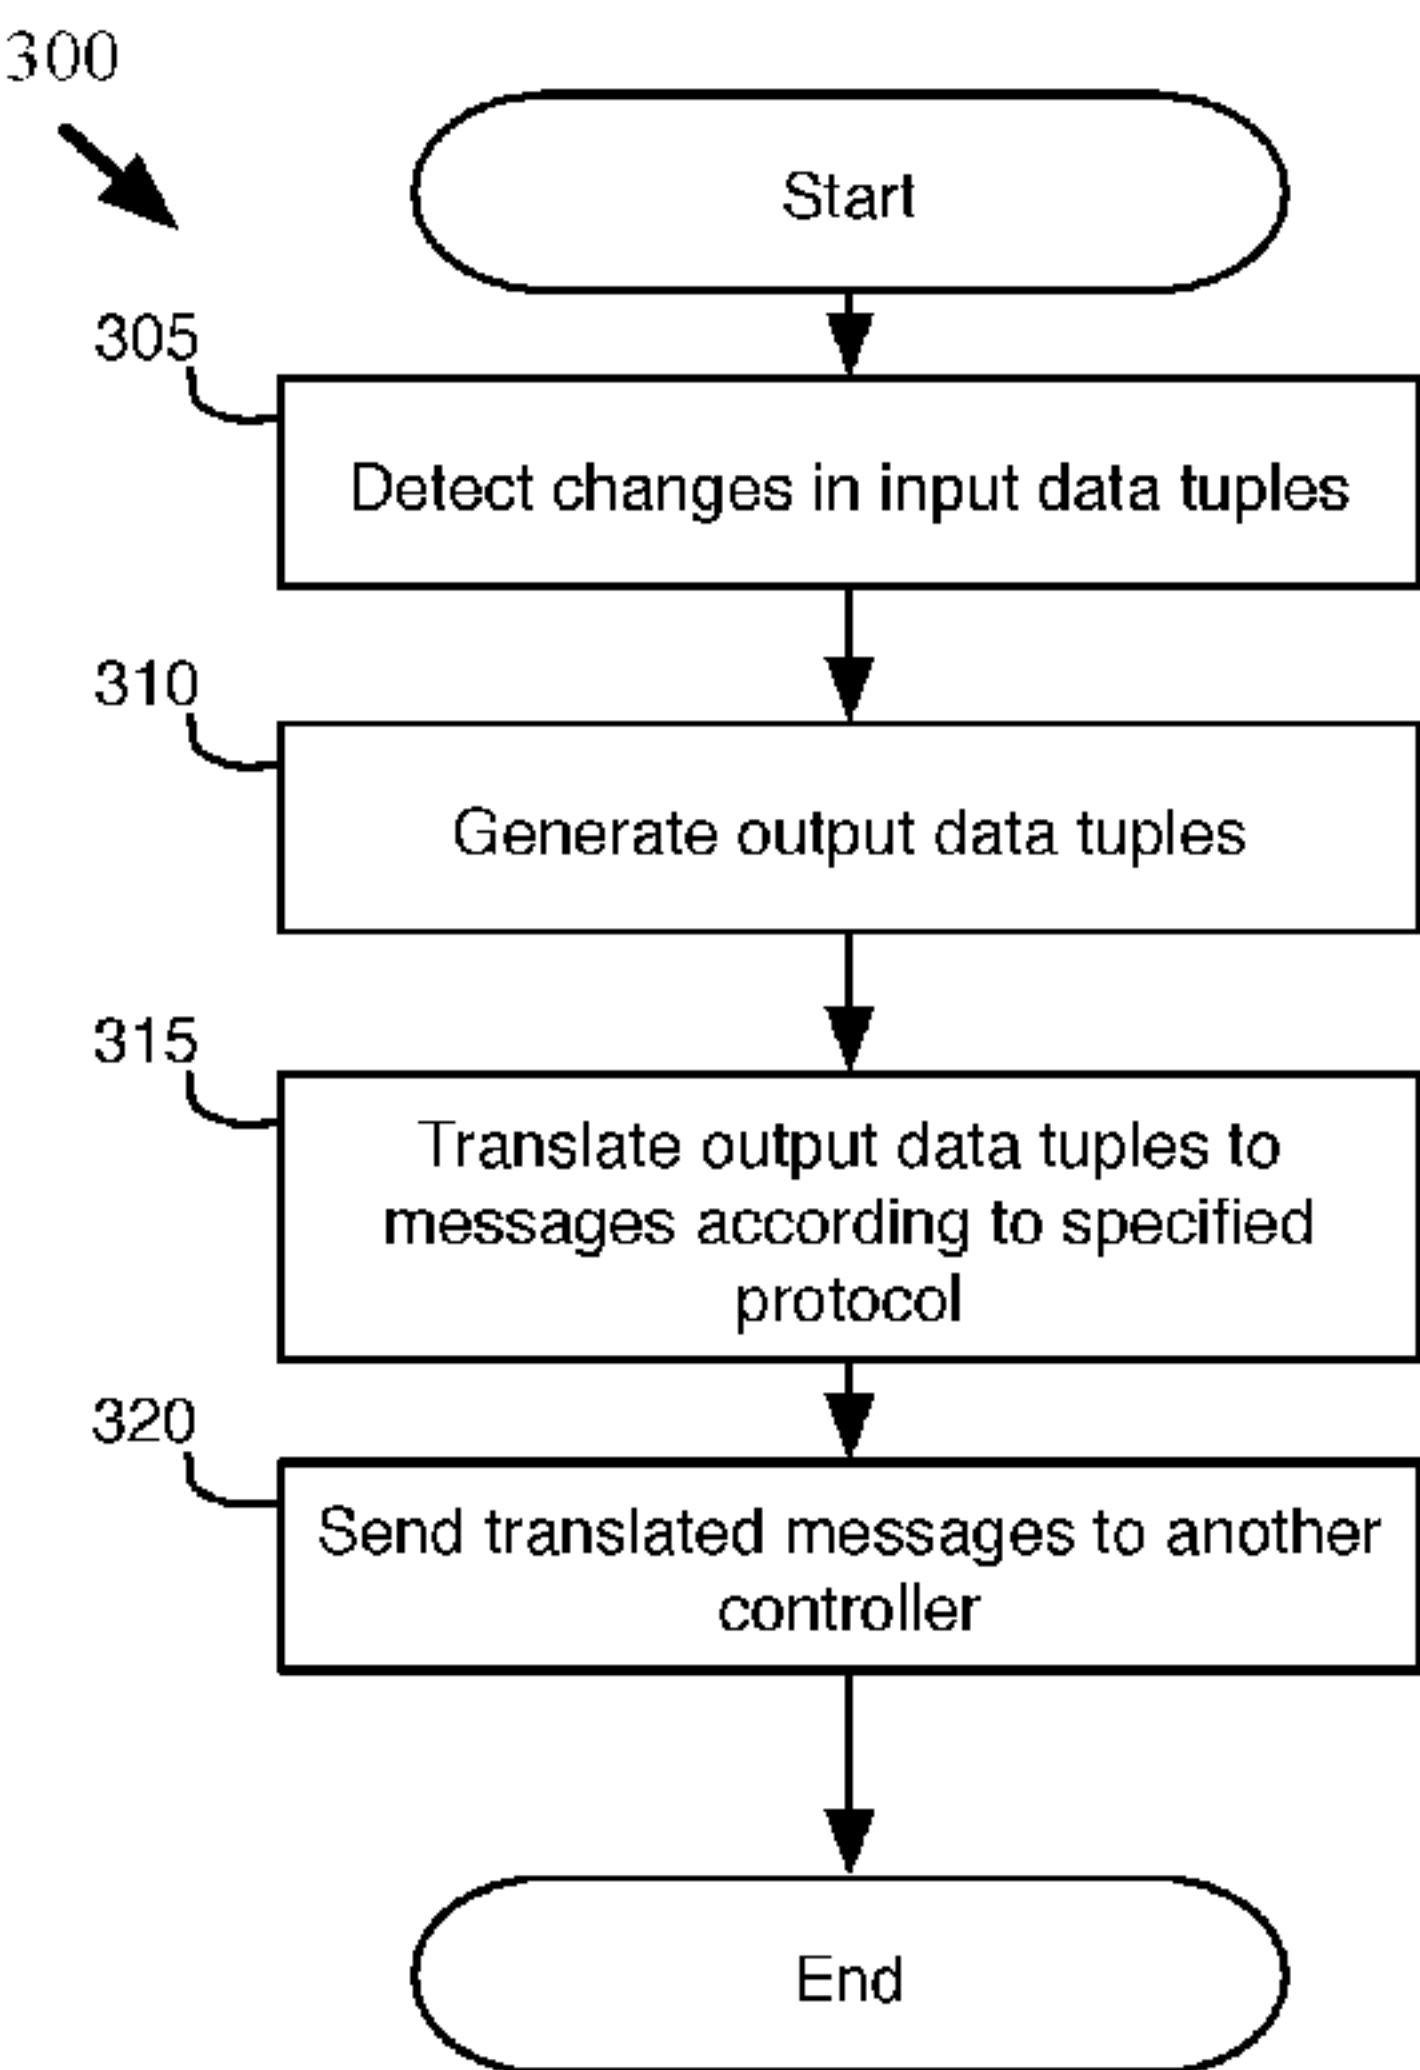 300
Start
305
Detect changes in input data tuples
310
Generate output data tuples
315
Translate output data tuples to
messages according to specified
protocol
320
Send translated messages to another
controller
End